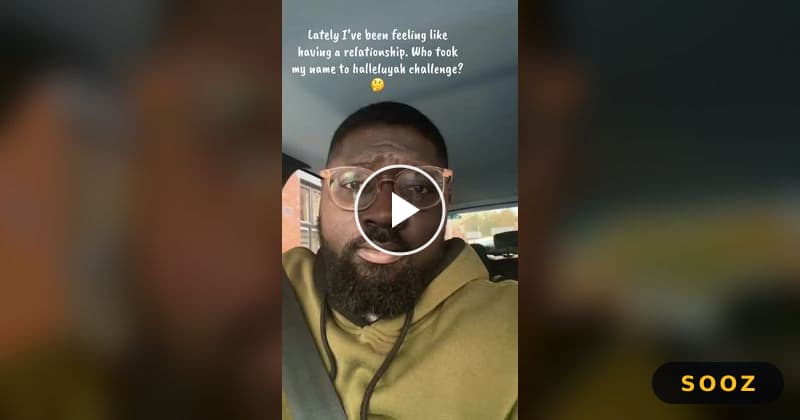 Lately I've been feeling like
having a relationship. Who took
my name to halleluyah challenge?
🤔
SOOZ